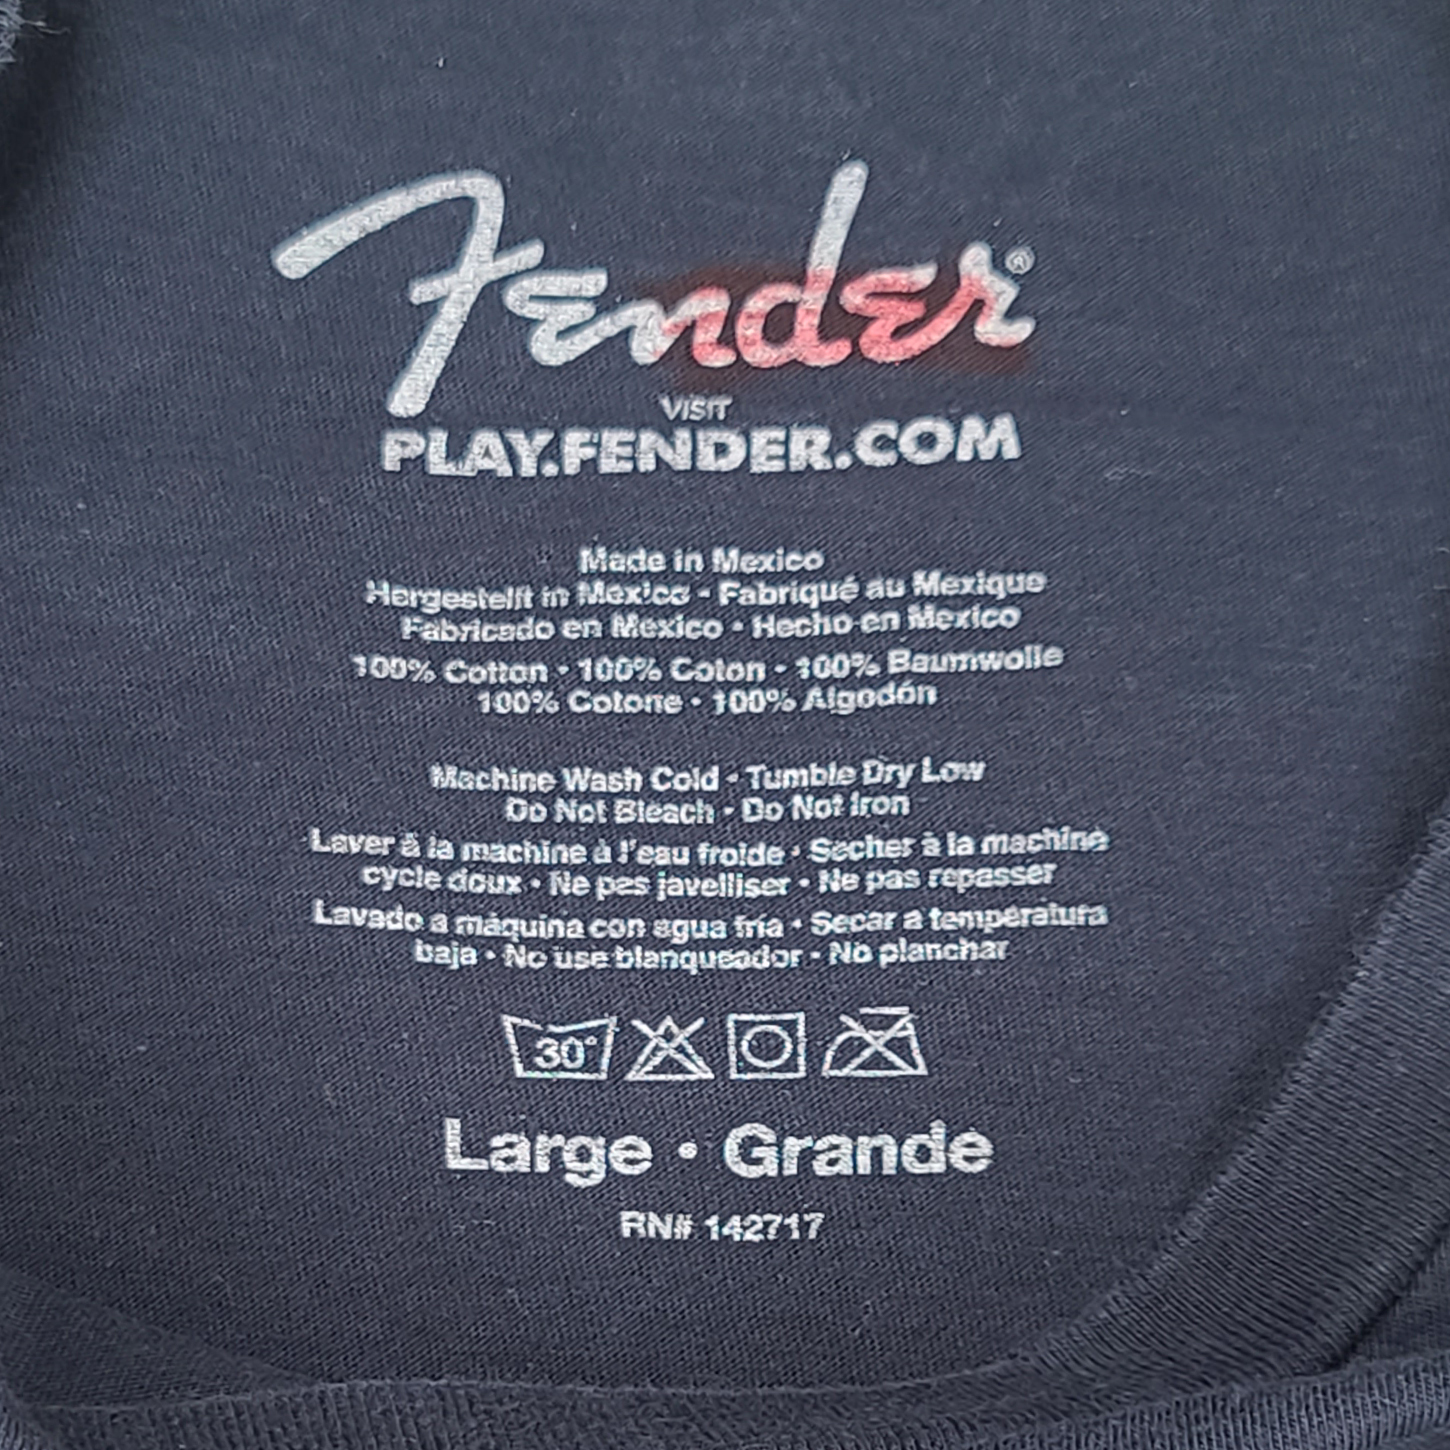 Fender®
VISIT
PLAY.FENDER.COM
Made in Mexico
Hergestellt in Mexico • Fabriqué au Mexique
Fabricado en Mexico • Hecho en Mexico
100% Cotton • 100% Coton • 100% Baumwolle
100% Cotone • 100% Algodón
Machine Wash Cold • Tumble Dry Low
Do Not Bleach • Do Not Iron
Laver à la machine à l'eau froide • Sécher à la machine
cycle doux • Ne pas javelliser • Ne pas repasser
Lavado a máquina con agua fría • Secar a temperatura
baja • No use blanqueador • No planchar
30°
Large • Grande
RN# 142717